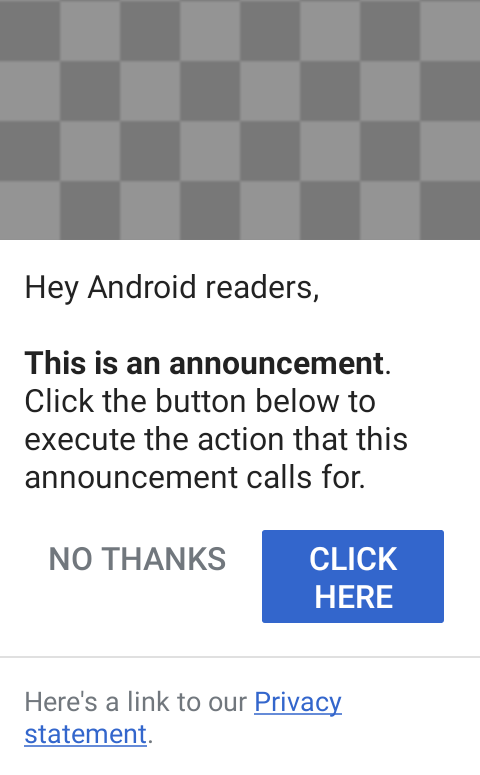 Hey Android readers,
This is an announcement.
Click the button below to
execute the action that this
announcement calls for.
NO THANKS
CLICK
HERE
Here's a link to our Privacy
statement.